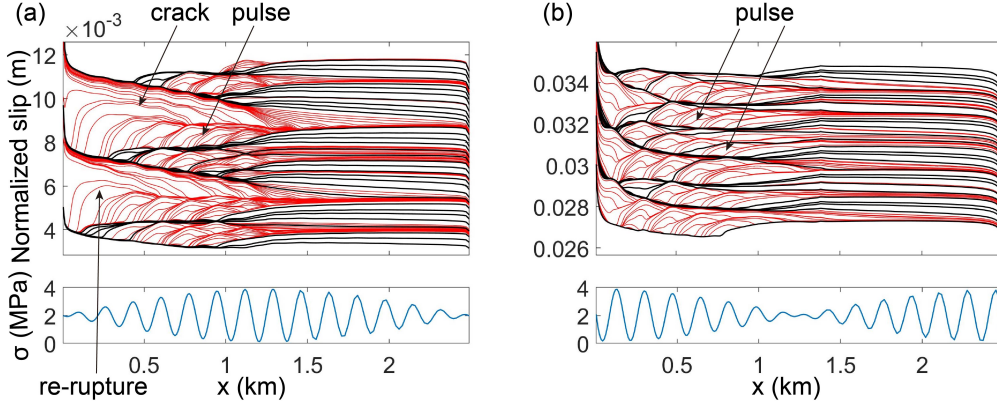 (a)
crack
pulse
× 10⁻³
Normalized slip (m)
12
10
8
6
4
σ (MPa)
4
2
0
0.5
1
1.5
2
x (km)
re-rupture
(b)
pulse
0.034
0.032
0.03
0.028
0.026
4
2
0
0.5
1
1.5
2
x (km)